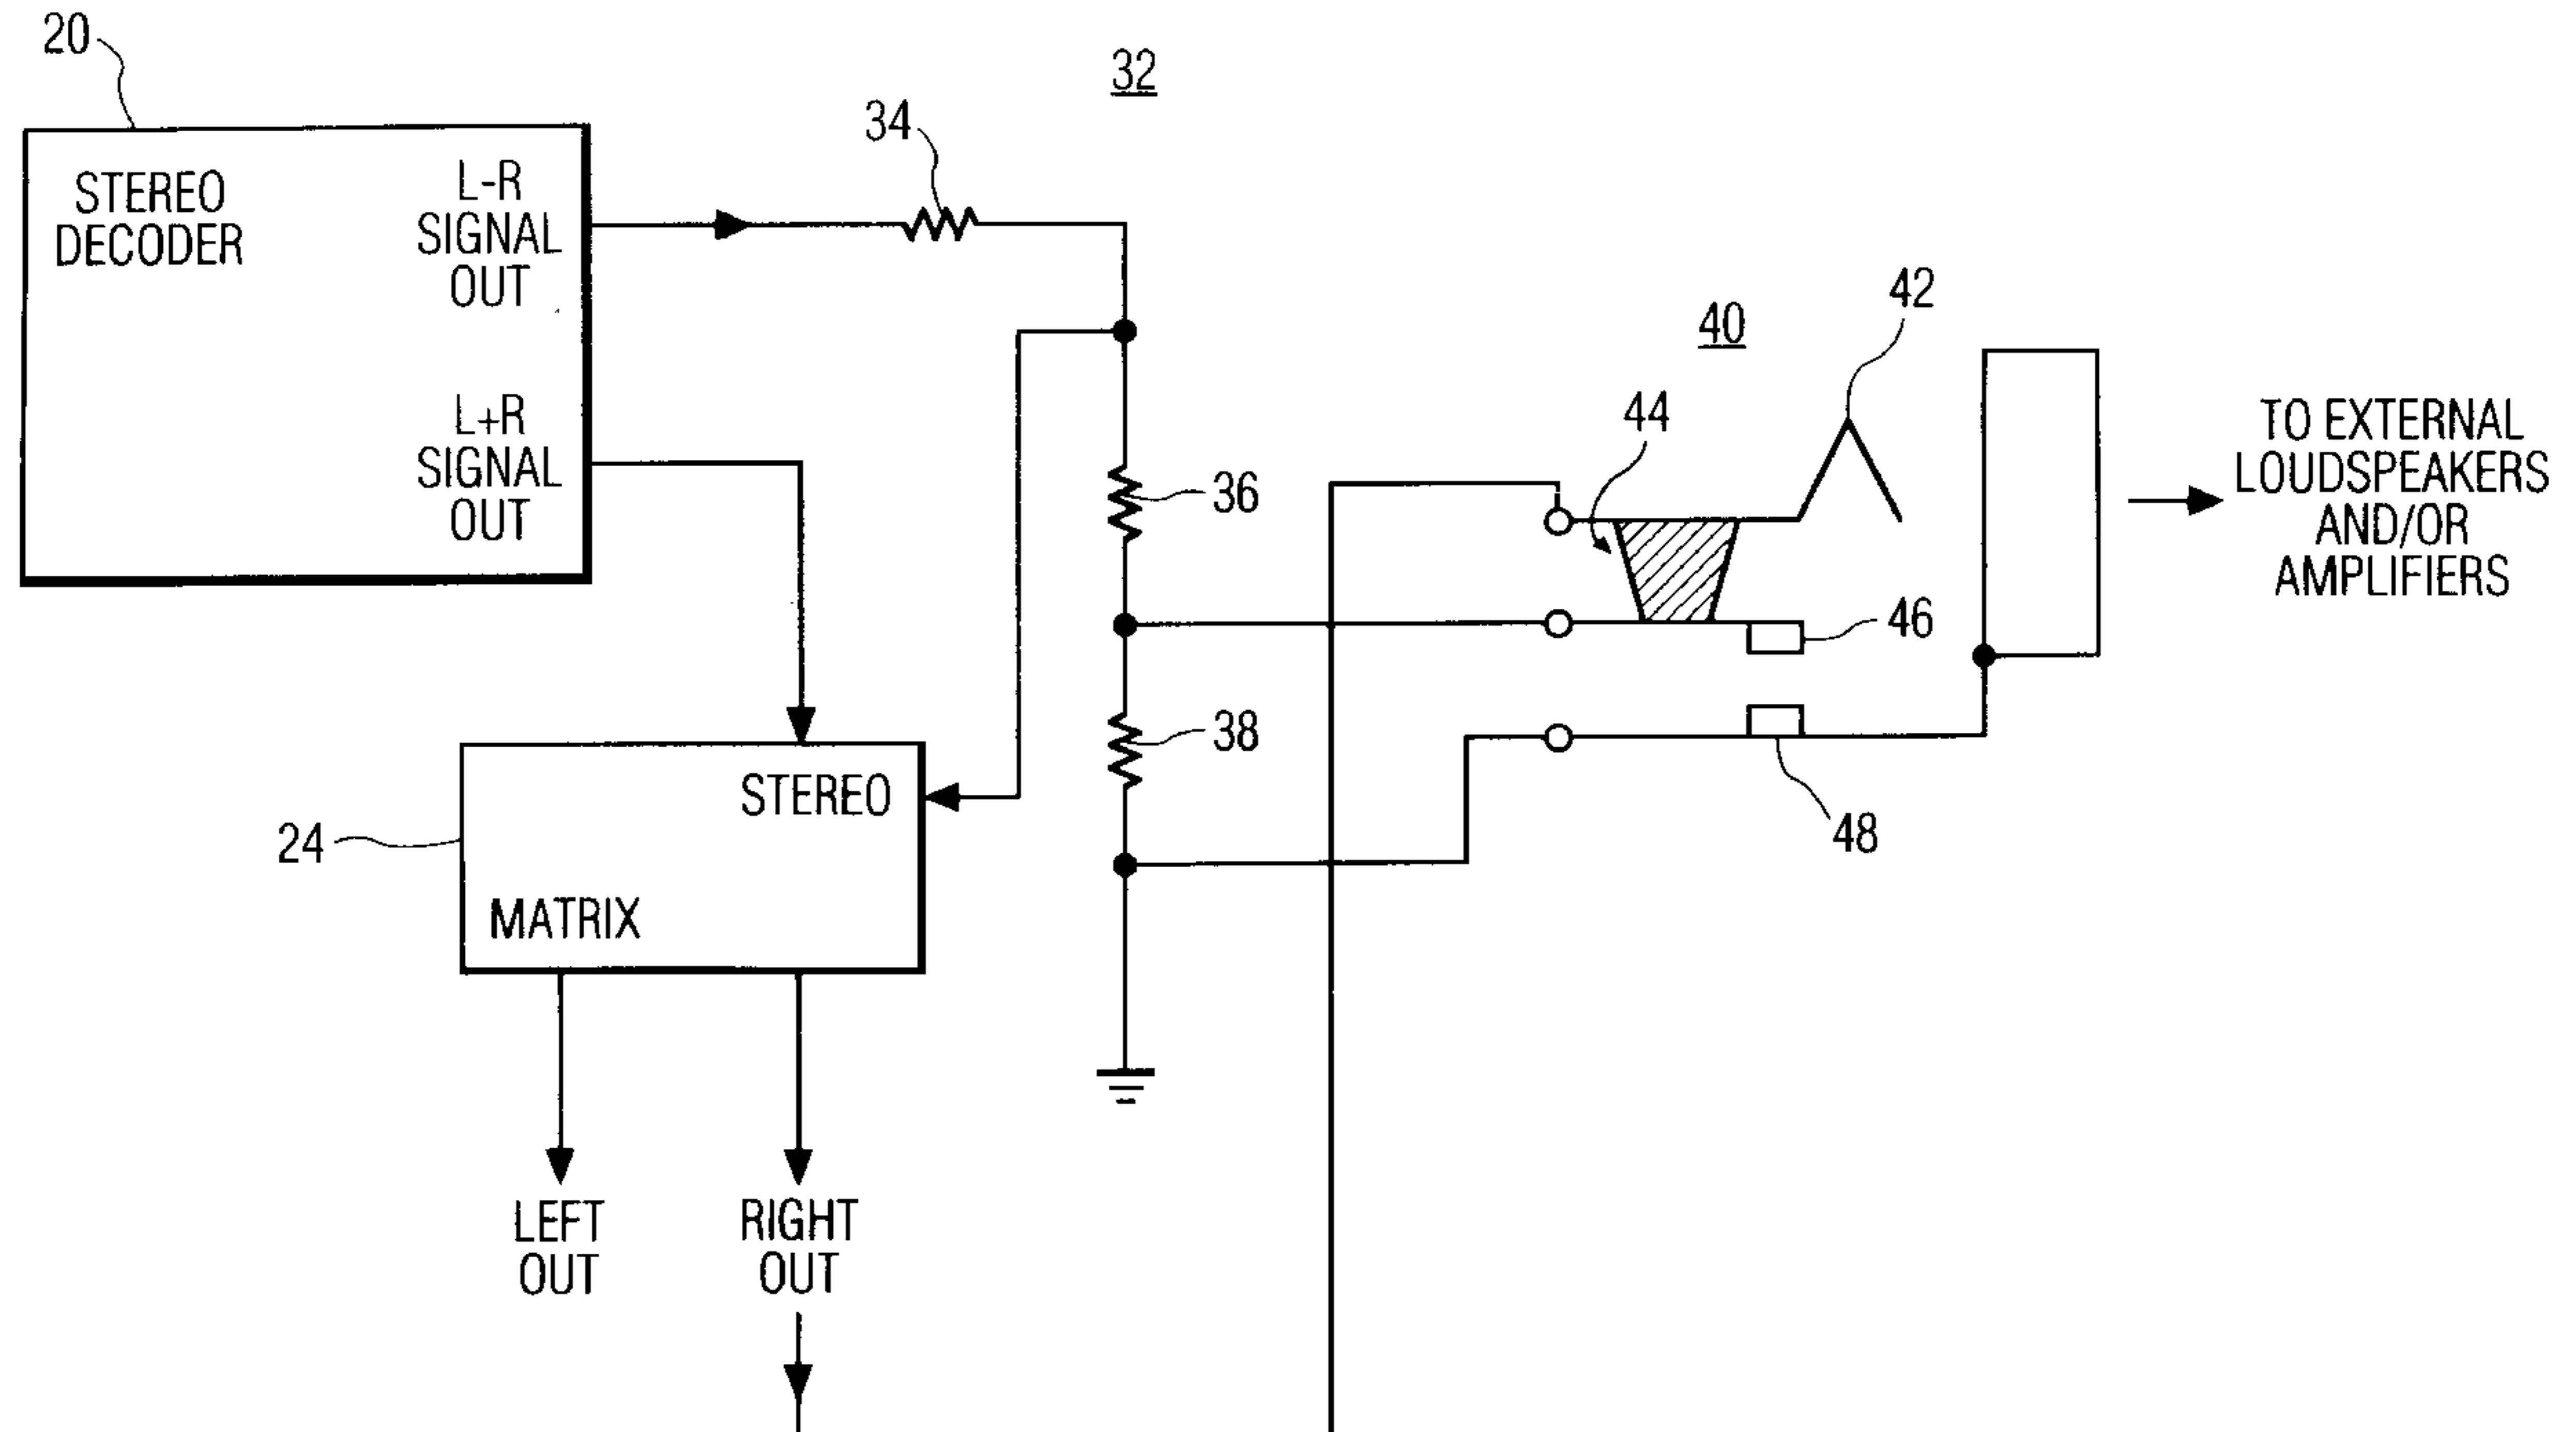 20
32
34
STEREO
DECODER
L-R
SIGNAL
OUT
L+R
SIGNAL
OUT
40
42
44
TO EXTERNAL
LOUDSPEAKERS
AND/OR
AMPLIFIERS
36
46
38
48
STEREO
24
MATRIX
LEFT
OUT
RIGHT
OUT